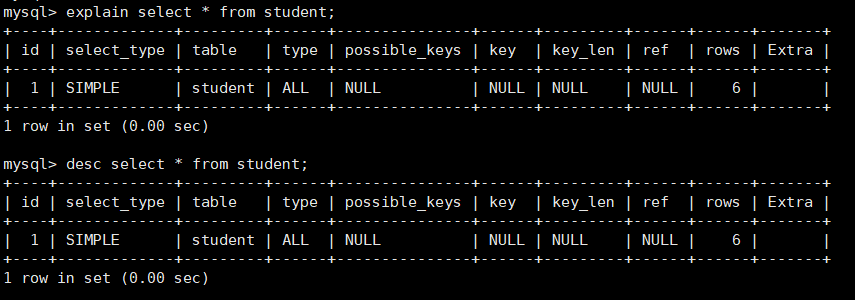 mysql> explain select * from student;
+----+-------------+---------+------+---------------+------+---------+------+------+-------+
| id | select_type | table   | type | possible_keys | key  | key_len | ref  | rows | Extra |
+----+-------------+---------+------+---------------+------+---------+------+------+-------+
|  1 | SIMPLE      | student | ALL  | NULL          | NULL | NULL    | NULL |    6 |       |
+----+-------------+---------+------+---------------+------+---------+------+------+-------+
1 row in set (0.00 sec)

mysql> desc select * from student;
+----+-------------+---------+------+---------------+------+---------+------+------+-------+
| id | select_type | table   | type | possible_keys | key  | key_len | ref  | rows | Extra |
+----+-------------+---------+------+---------------+------+---------+------+------+-------+
|  1 | SIMPLE      | student | ALL  | NULL          | NULL | NULL    | NULL |    6 |       |
+----+-------------+---------+------+---------------+------+---------+------+------+-------+
1 row in set (0.00 sec)